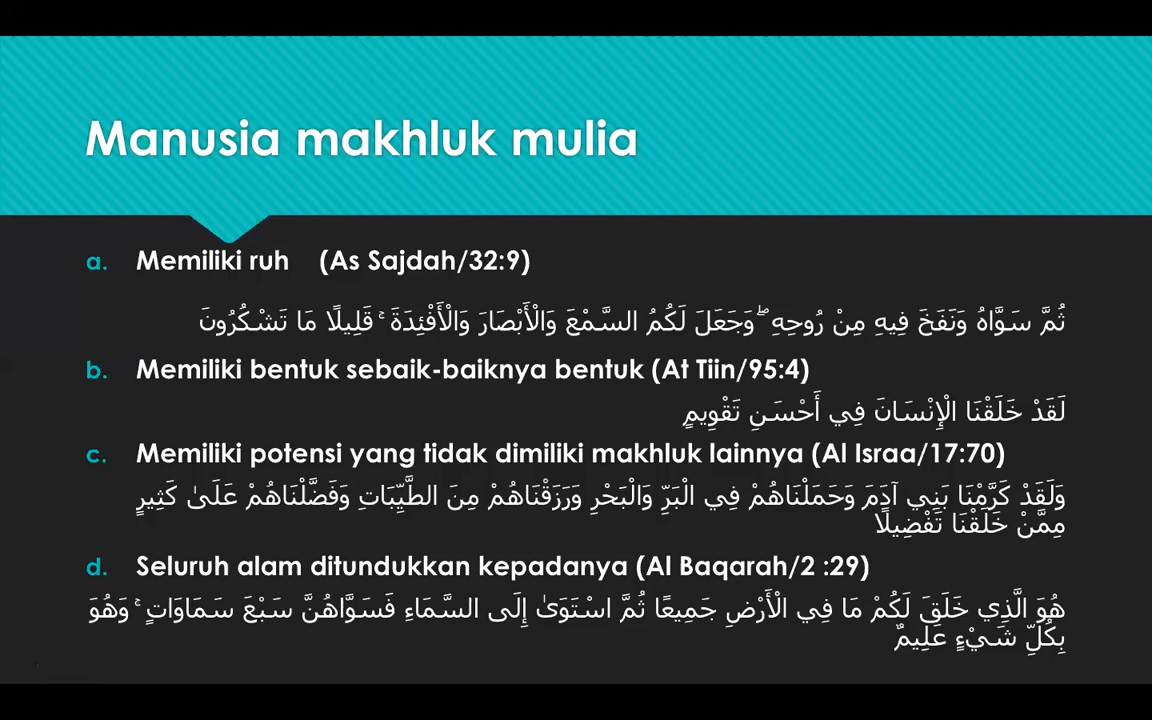 Manusia makhluk mulia
a. Memiliki ruh (As Sajdah/32:9)
ثُمَّ سَوَّاهُ وَنَفَخَ فِيهِ مِنْ رُوحِهِ ۖ وَجَعَلَ لَكُمُ السَّمْعَ وَالْأَبْصَارَ وَالْأَفْئِدَةَ ۚ قَلِيلًا مَا تَشْكُرُونَ
b. Memiliki bentuk sebaik-baiknya bentuk (At Tiin/95:4)
لَقَدْ خَلَقْنَا الْإِنْسَانَ فِي أَحْسَنِ تَقْوِيمٍ
c. Memiliki potensi yang tidak dimiliki makhluk lainnya (Al Israa/17:70)
وَلَقَدْ كَرَّمْنَا بَنِي آدَمَ وَحَمَلْنَاهُمْ فِي الْبَرِّ وَالْبَحْرِ وَرَزَقْنَاهُمْ مِنَ الطَّيِّبَاتِ وَفَضَّلْنَاهُمْ عَلَىٰ كَثِيرٍ
مِمَّنْ خَلَقْنَا تَفْضِيلًا
d. Seluruh alam ditundukkan kepadanya (Al Baqarah/2 :29)
هُوَ الَّذِي خَلَقَ لَكُمْ مَا فِي الْأَرْضِ جَمِيعًا ثُمَّ اسْتَوَىٰ إِلَى السَّمَاءِ فَسَوَّاهُنَّ سَبْعَ سَمَاوَاتٍ ۚ وَهُوَ
بِكُلِّ شَيْءٍ عَلِيمٌ